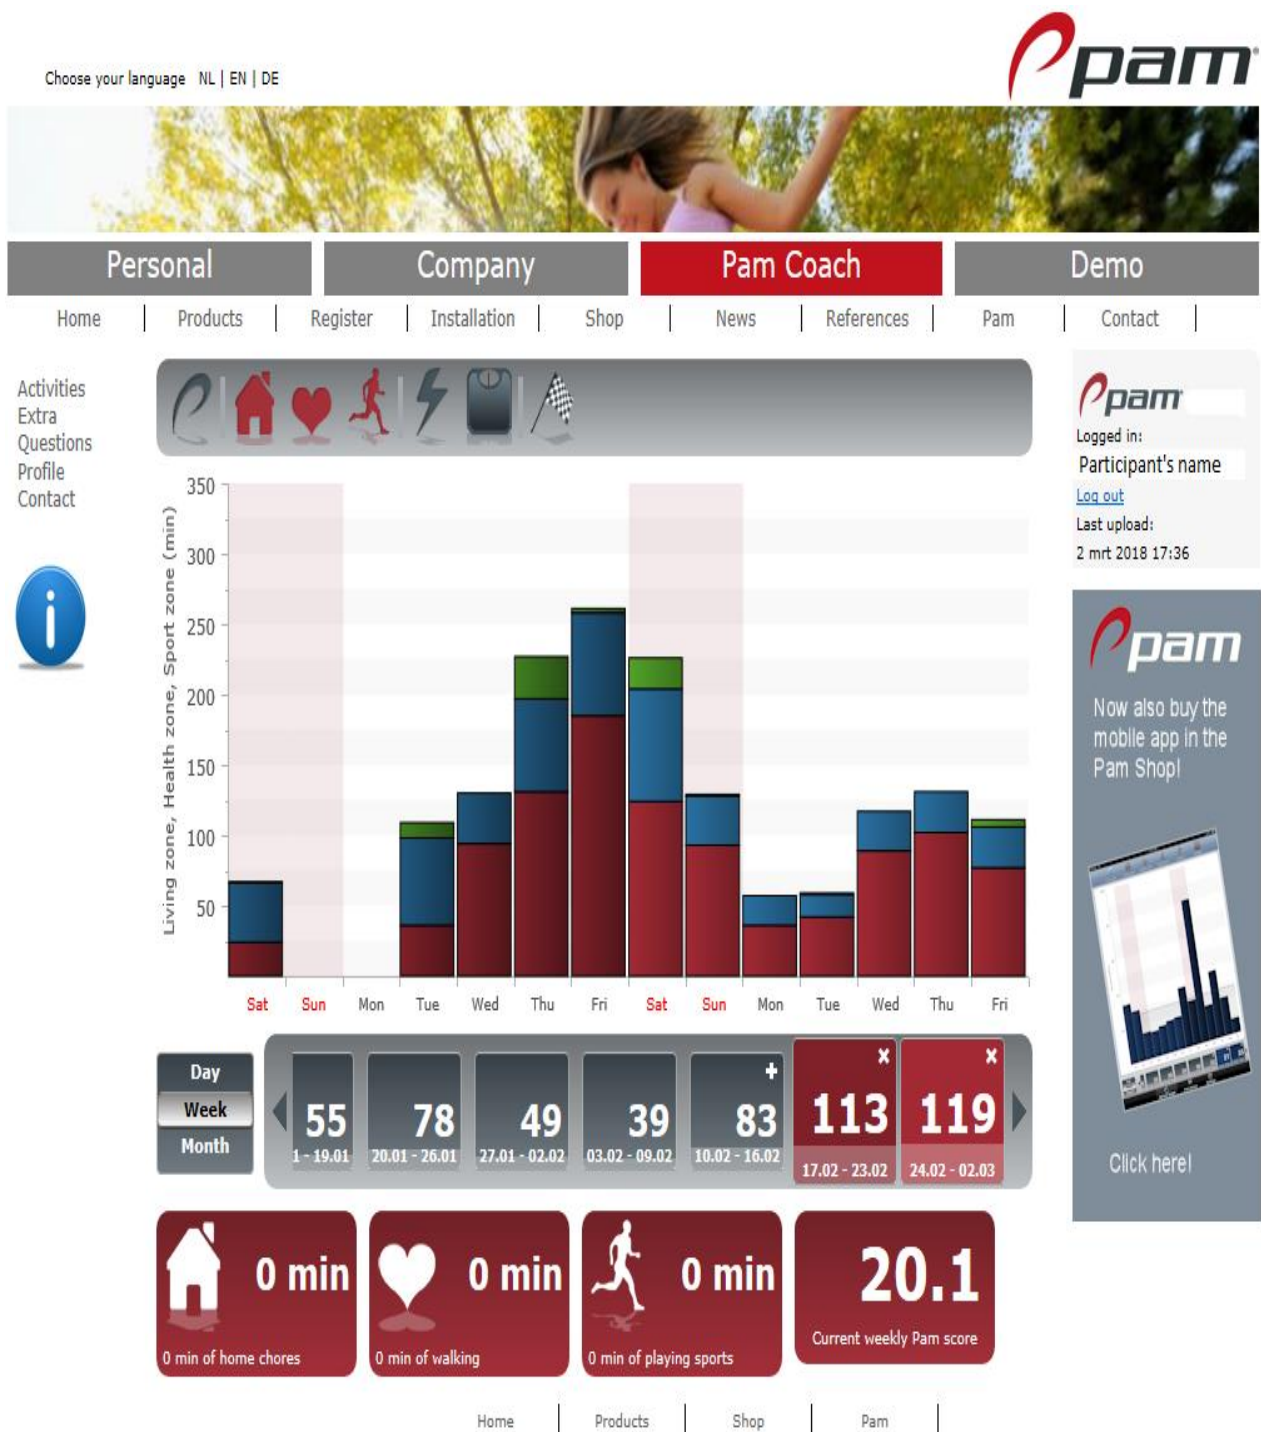 pam
Choose your language NL | EN | DE
Personal Company Pam Coach Demo
Home | Products | Register | Installation | Shop | News | References | Pam | Contact |
Activities
Extra
Questions
Profile
Contact
pam
Logged in:
Participant's name
Log out
Last upload:
2 mrt 2018 17:36
Living zone, Health zone, Sport zone (min)
350
300
250
200
150
100
50
Sat Sun Mon Tue Wed Thu Fri Sat Sun Mon Tue Wed Thu Fri
pam
Now also buy the
mobile app in the
Pam Shop!
Click here!
Day
Week
Month
55 78 49 39 83 113 119
1 - 19.01 20.01 - 26.01 27.01 - 02.02 03.02 - 09.02 10.02 - 16.02 17.02 - 23.02 24.02 - 02.03
0 min 0 min 0 min 20.1
0 min of home chores 0 min of walking 0 min of playing sports Current weekly Pam score
Home | Products | Shop | Pam |